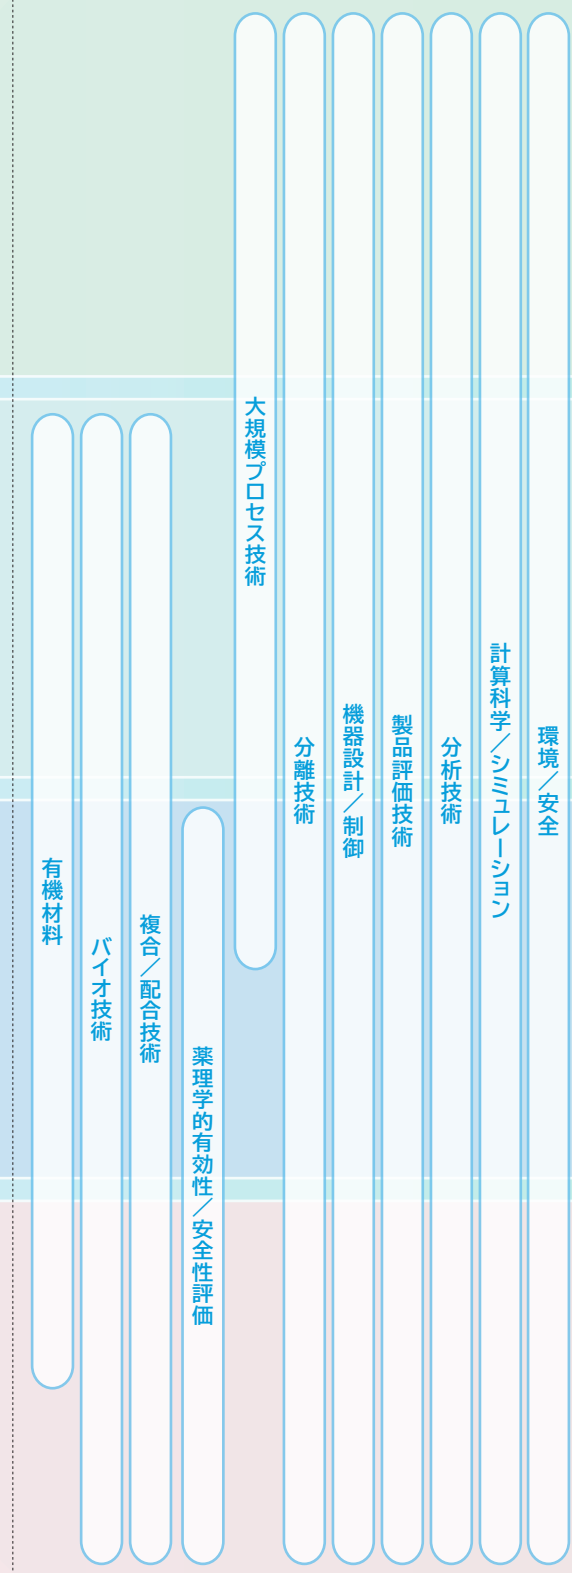 有機材料
バイオ技術
複合／配合技術
薬理学的有効性／安全性評価
大規模プロセス技術
分離技術
機器設計／制御
製品評価技術
分析技術
計算科学／シミュレーション
環境／安全